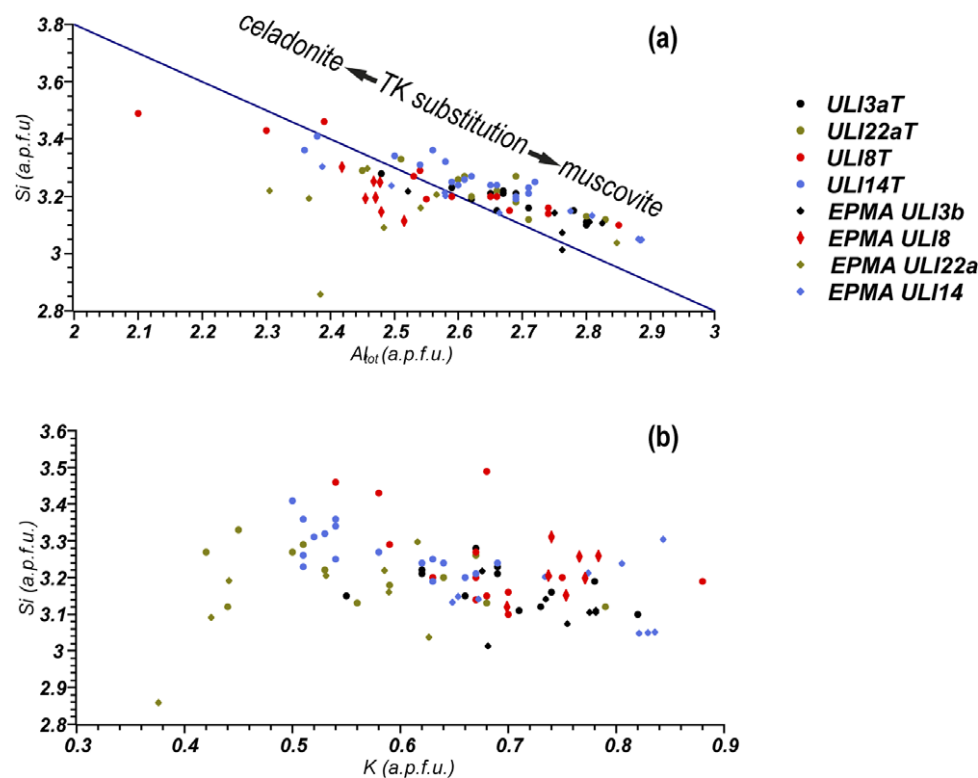 (a)
celadonite
TK substitution
muscovite
Si (a.p.f.u)
3.8
3.6
3.4
3.2
3
2.8
2
2.1
2.2
2.3
2.4
2.5
2.6
2.7
2.8
2.9
3
Altot (a.p.f.u.)
ULI3aT
ULI22aT
ULI8T
ULI14T
EPMA ULI3b
EPMA ULI8
EPMA ULI22a
EPMA ULI14
(b)
Si (a.p.f.u.)
3.6
3.5
3.4
3.3
3.2
3.1
3
2.9
2.8
0.3
0.4
0.5
0.6
0.7
0.8
0.9
K (a.p.f.u.)